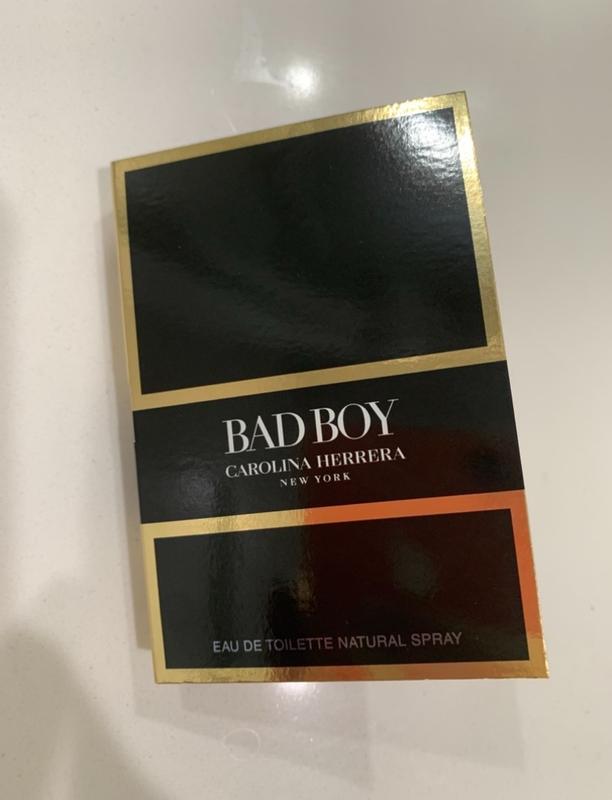 BAD BOY
CAROLINA HERRERA
NEW YORK
EAU DE TOILETTE NATURAL SPRAY